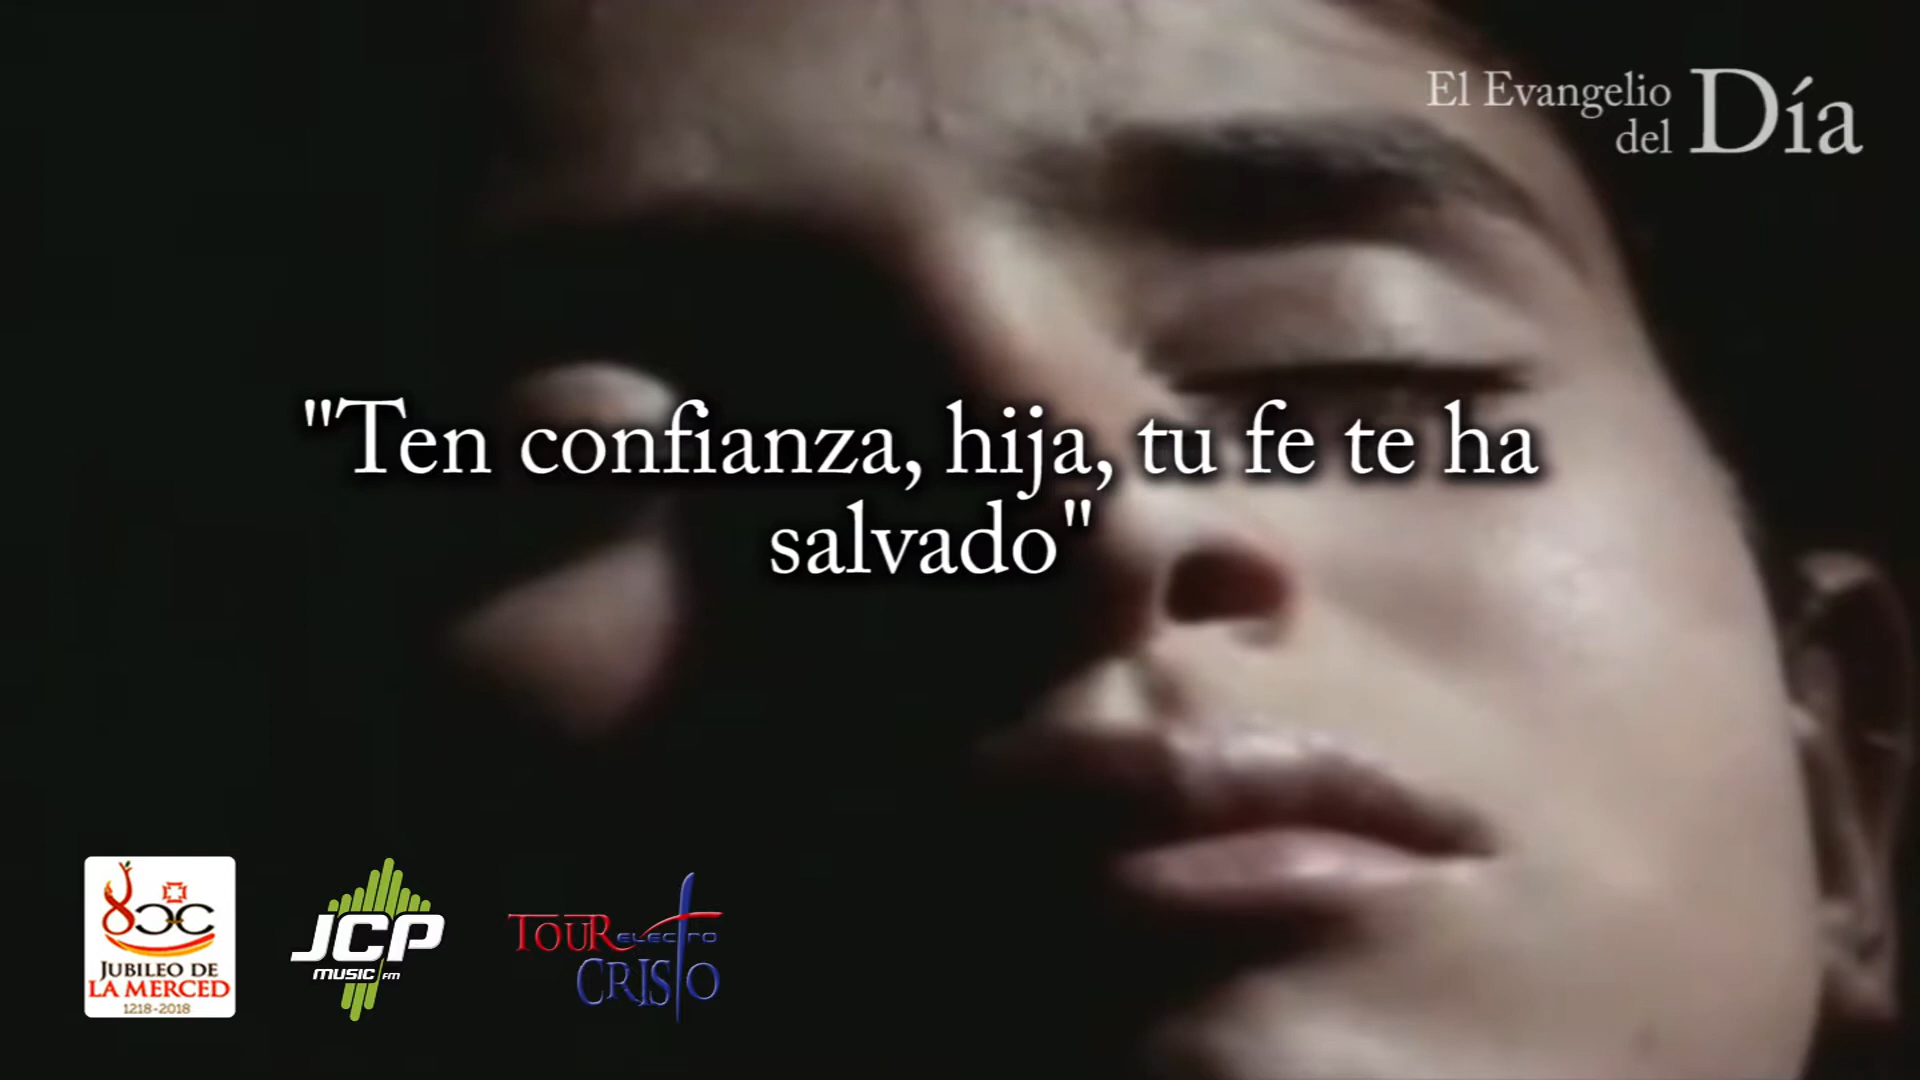 El Evangelio
del Día
"Ten confianza, hija, tu fe te ha
salvado"
JUBILEO DE
LA MERCED
1218-2018
JCP
MUSIC FM
TOUR ELECTRO
CRISTO